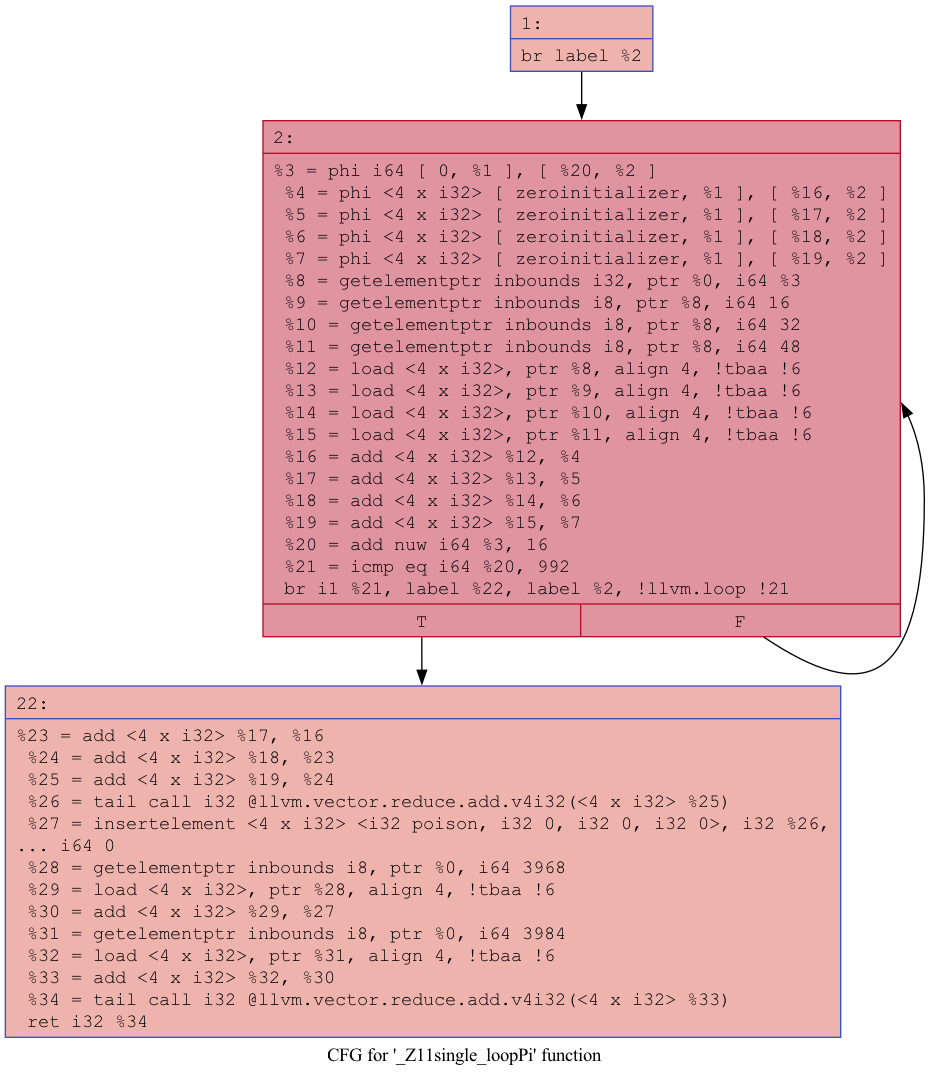 1:
br label %2
2:
%3 = phi i64 [ 0, %1 ], [ %20, %2 ]
%4 = phi <4 x i32> [ zeroinitializer, %1 ], [ %16, %2 ]
%5 = phi <4 x i32> [ zeroinitializer, %1 ], [ %17, %2 ]
%6 = phi <4 x i32> [ zeroinitializer, %1 ], [ %18, %2 ]
%7 = phi <4 x i32> [ zeroinitializer, %1 ], [ %19, %2 ]
%8 = getelementptr inbounds i32, ptr %0, i64 %3
%9 = getelementptr inbounds i8, ptr %8, i64 16
%10 = getelementptr inbounds i8, ptr %8, i64 32
%11 = getelementptr inbounds i8, ptr %8, i64 48
%12 = load <4 x i32>, ptr %8, align 4, !tbaa !6
%13 = load <4 x i32>, ptr %9, align 4, !tbaa !6
%14 = load <4 x i32>, ptr %10, align 4, !tbaa !6
%15 = load <4 x i32>, ptr %11, align 4, !tbaa !6
%16 = add <4 x i32> %12, %4
%17 = add <4 x i32> %13, %5
%18 = add <4 x i32> %14, %6
%19 = add <4 x i32> %15, %7
%20 = add nuw i64 %3, 16
%21 = icmp eq i64 %20, 992
br i1 %21, label %22, label %2, !llvm.loop !21
T F
22:
%23 = add <4 x i32> %17, %16
%24 = add <4 x i32> %18, %23
%25 = add <4 x i32> %19, %24
%26 = tail call i32 @llvm.vector.reduce.add.v4i32(<4 x i32> %25)
%27 = insertelement <4 x i32> <i32 poison, i32 0, i32 0, i32 0>, i32 %26,
... i64 0
%28 = getelementptr inbounds i8, ptr %0, i64 3968
%29 = load <4 x i32>, ptr %28, align 4, !tbaa !6
%30 = add <4 x i32> %29, %27
%31 = getelementptr inbounds i8, ptr %0, i64 3984
%32 = load <4 x i32>, ptr %31, align 4, !tbaa !6
%33 = add <4 x i32> %32, %30
%34 = tail call i32 @llvm.vector.reduce.add.v4i32(<4 x i32> %33)
ret i32 %34
CFG for '_Z11single_loopPi' function